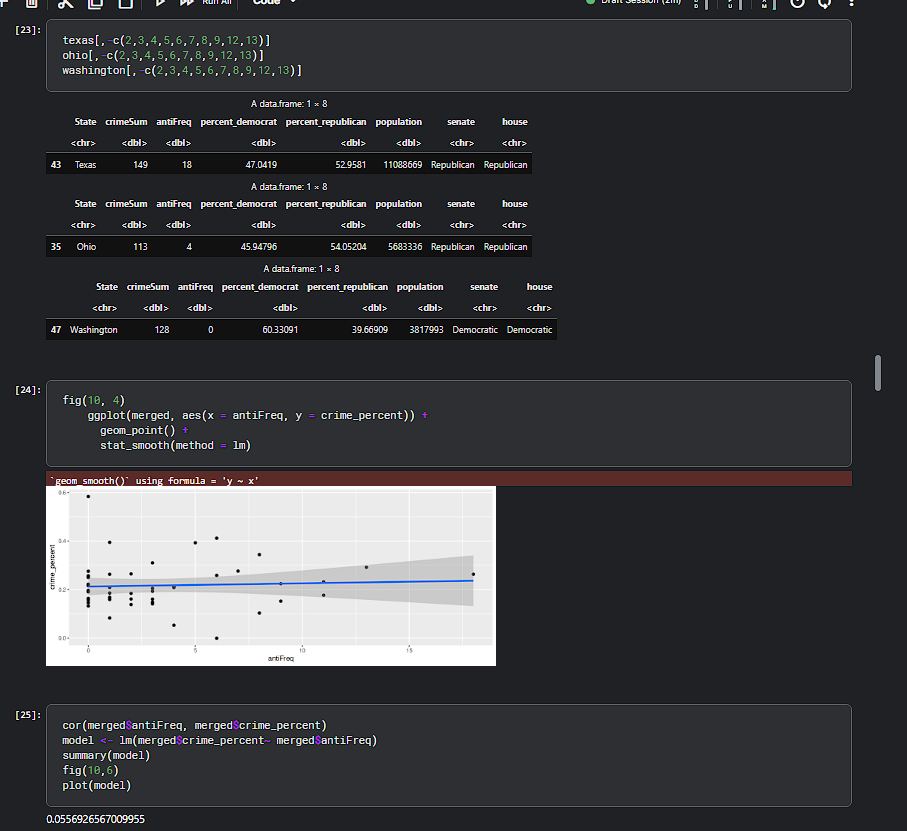 Run All
Code
Draft Session (2m)
[23]:
texas[,-c(2,3,4,5,6,7,8,9,12,13)]
ohio[,-c(2,3,4,5,6,7,8,9,12,13)]
washington[,-c(2,3,4,5,6,7,8,9,12,13)]
A data.frame: 1 × 8
State crimeSum antiFreq percent_democrat percent_republican population senate house
<chr> <dbl> <dbl> <dbl> <dbl> <dbl> <chr> <chr>
43 Texas 149 18 47.0419 52.9581 11088669 Republican Republican
A data.frame: 1 × 8
State crimeSum antiFreq percent_democrat percent_republican population senate house
<chr> <dbl> <dbl> <dbl> <dbl> <dbl> <chr> <chr>
35 Ohio 113 4 45.94796 54.05204 5683336 Republican Republican
A data.frame: 1 × 8
State crimeSum antiFreq percent_democrat percent_republican population senate house
<chr> <dbl> <dbl> <dbl> <dbl> <dbl> <chr> <chr>
47 Washington 128 0 60.33091 39.66909 3817993 Democratic Democratic
[24]:
fig(10, 4)
ggplot(merged, aes(x = antiFreq, y = crime_percent)) +
geom_point() +
stat_smooth(method = lm)
`geom_smooth()` using formula = 'y ~ x'
0.6
0.4
0.2
0.0
crime_percent
0 5 10 15
antiFreq
[25]:
cor(merged$antiFreq, merged$crime_percent)
model <- lm(merged$crime_percent~ merged$antiFreq)
summary(model)
fig(10,6)
plot(model)
0.0556926567009955